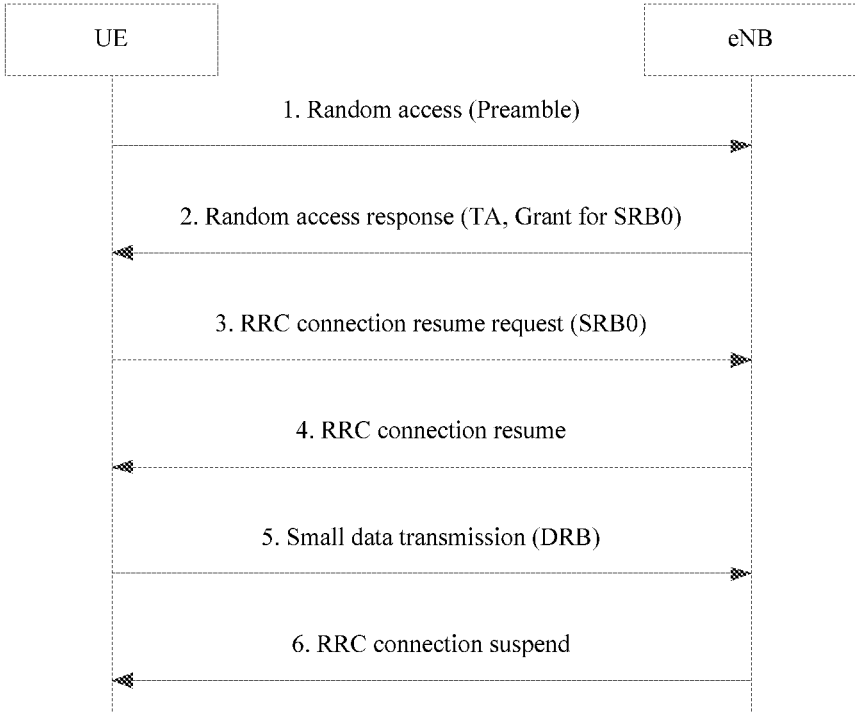 UE
eNB
1. Random access (Preamble)
2. Random access response (TA, Grant for SRB0)
3. RRC connection resume request (SRB0)
4. RRC connection resume
5. Small data transmission (DRB)
6. RRC connection suspend